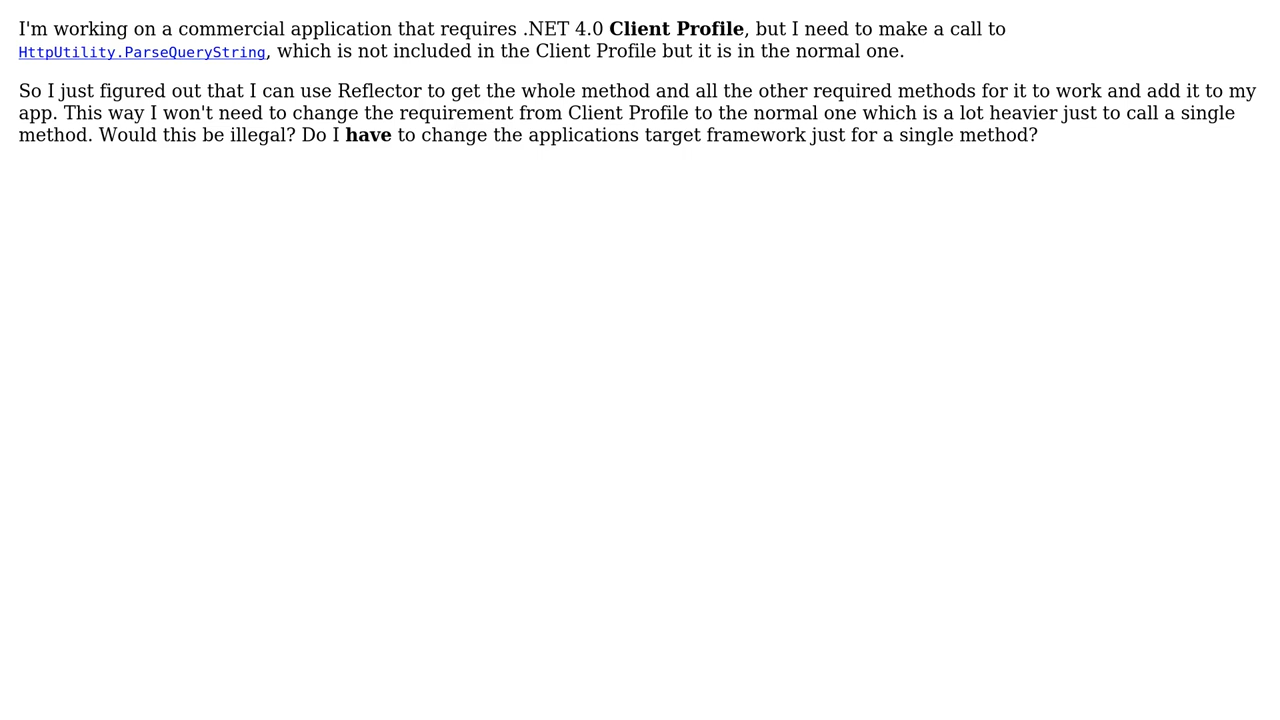 I'm working on a commercial application that requires .NET 4.0 Client Profile, but I need to make a call to
HttpUtility.ParseQueryString, which is not included in the Client Profile but it is in the normal one.
So I just figured out that I can use Reflector to get the whole method and all the other required methods for it to work and add it to my
app. This way I won't need to change the requirement from Client Profile to the normal one which is a lot heavier just to call a single
method. Would this be illegal? Do I have to change the applications target framework just for a single method?